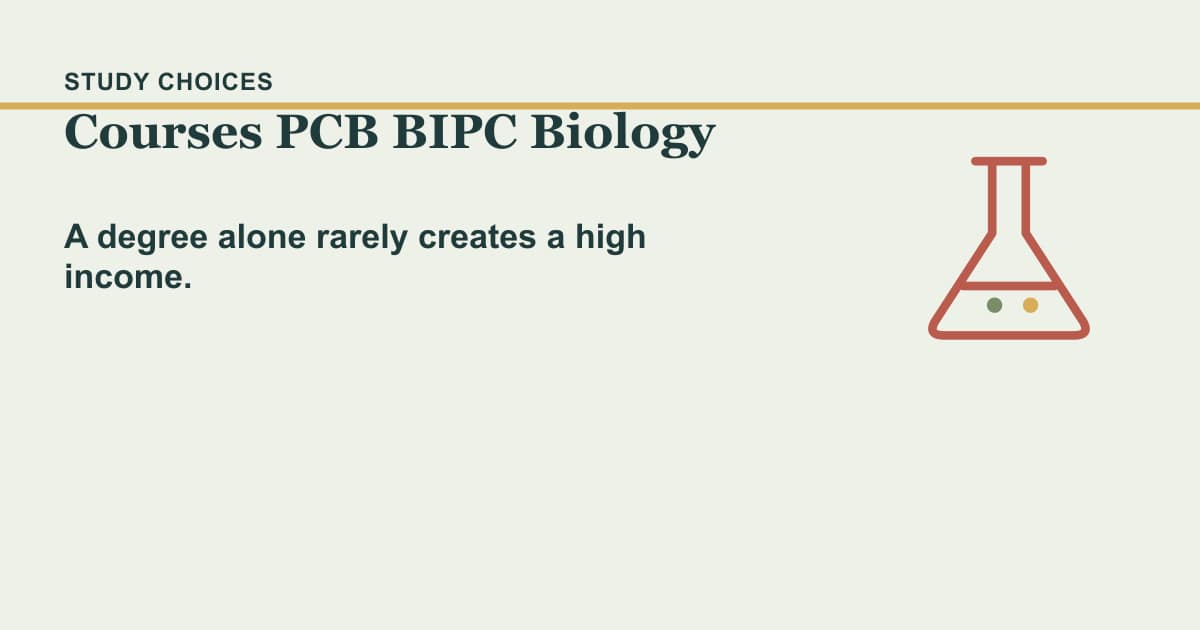 STUDY CHOICES
Courses PCB BIPC Biology
A degree alone rarely creates a high
income.